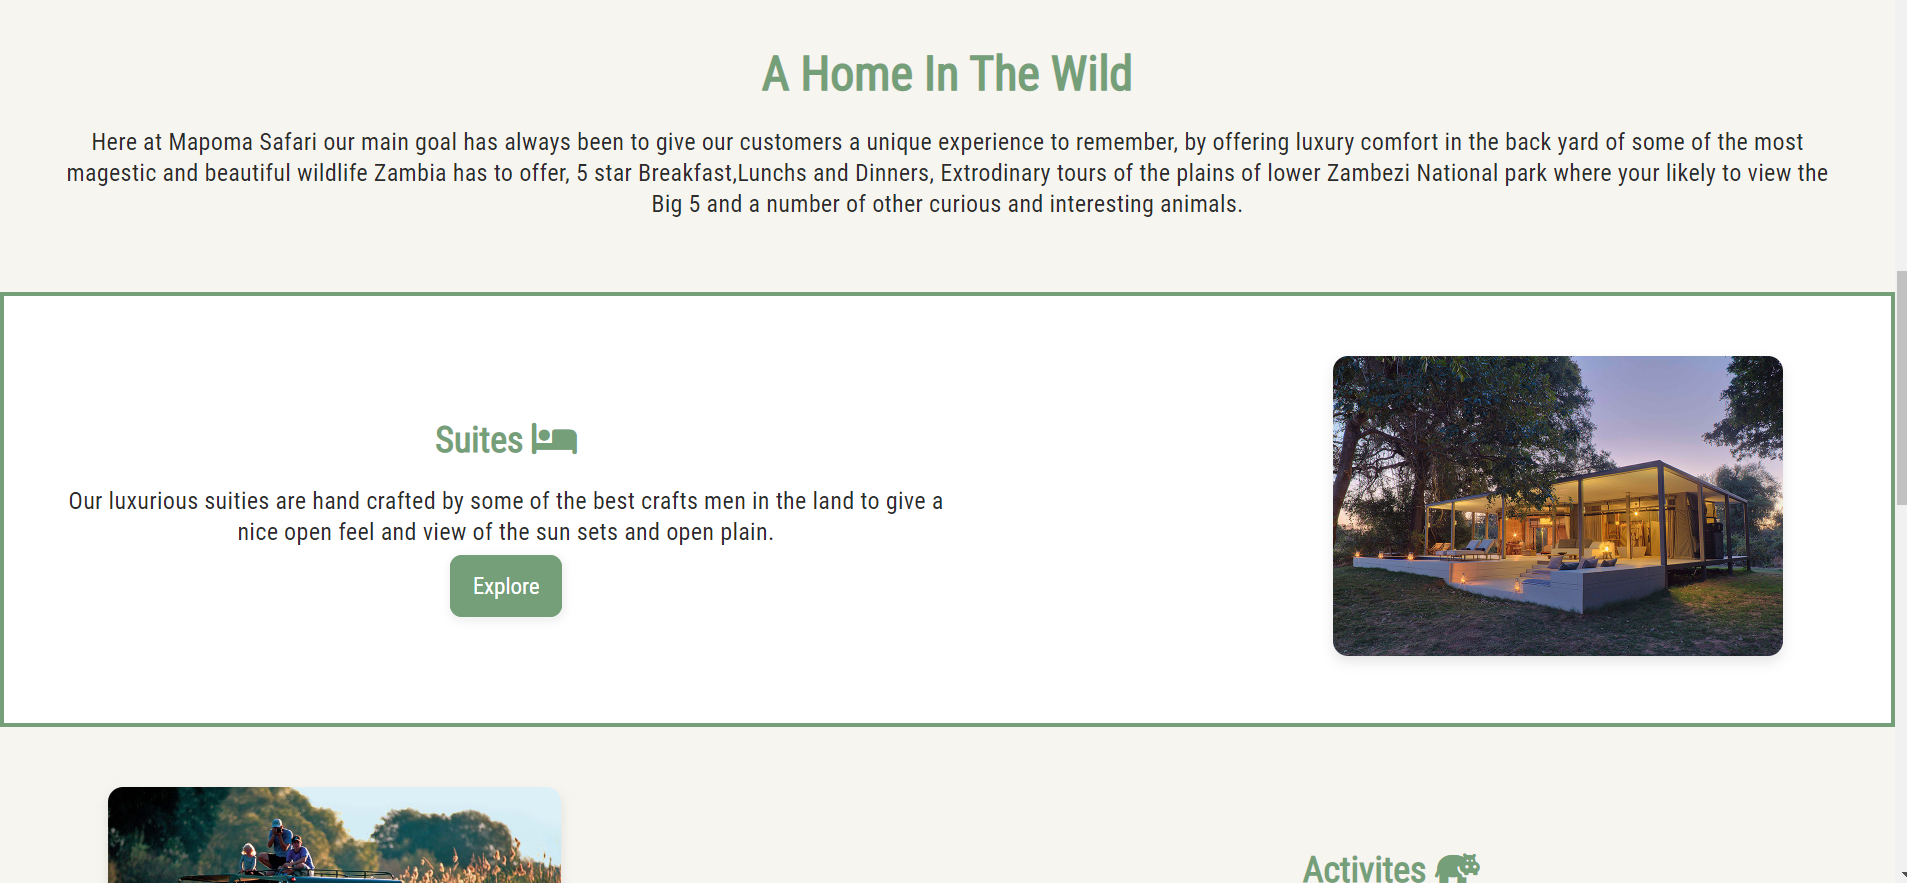 A Home In The Wild
Here at Mapoma Safari our main goal has always been to give our customers a unique experience to remember, by offering luxury comfort in the back yard of some of the most
magestic and beautiful wildlife Zambia has to offer, 5 star Breakfast,Lunchs and Dinners, Extrodinary tours of the plains of lower Zambezi National park where your likely to view the
Big 5 and a number of other curious and interesting animals.
Suites
Our luxurious suities are hand crafted by some of the best crafts men in the land to give a
nice open feel and view of the sun sets and open plain.
Explore
Activites